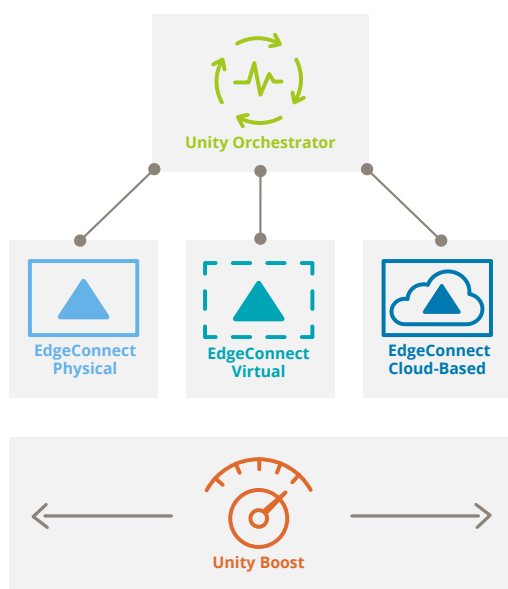 Unity Orchestrator
EdgeConnect
Physical
EdgeConnect
Virtual
EdgeConnect
Cloud-Based
Unity Boost